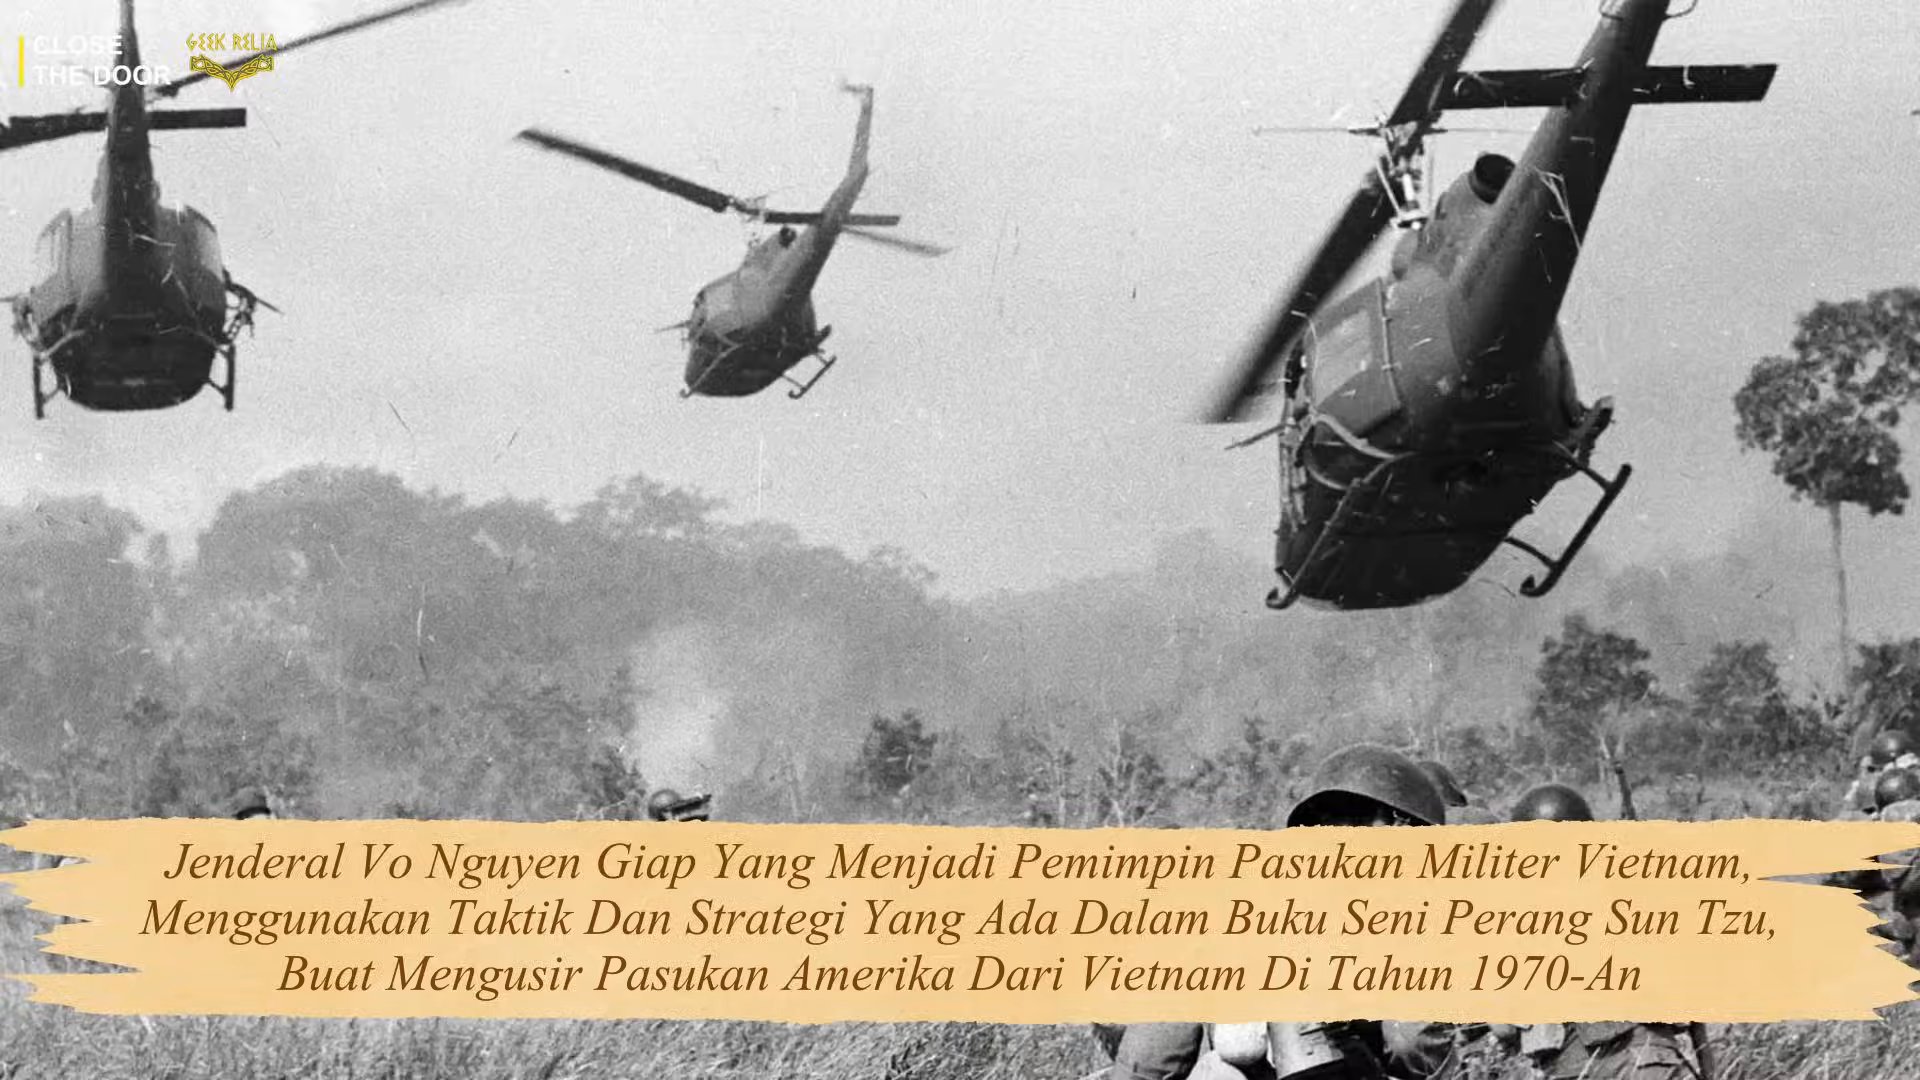 CLOSE
THE DOOR
GEEK RELIA
Jenderal Vo Nguyen Giap Yang Menjadi Pemimpin Pasukan Militer Vietnam,
Menggunakan Taktik Dan Strategi Yang Ada Dalam Buku Seni Perang Sun Tzu,
Buat Mengusir Pasukan Amerika Dari Vietnam Di Tahun 1970-An